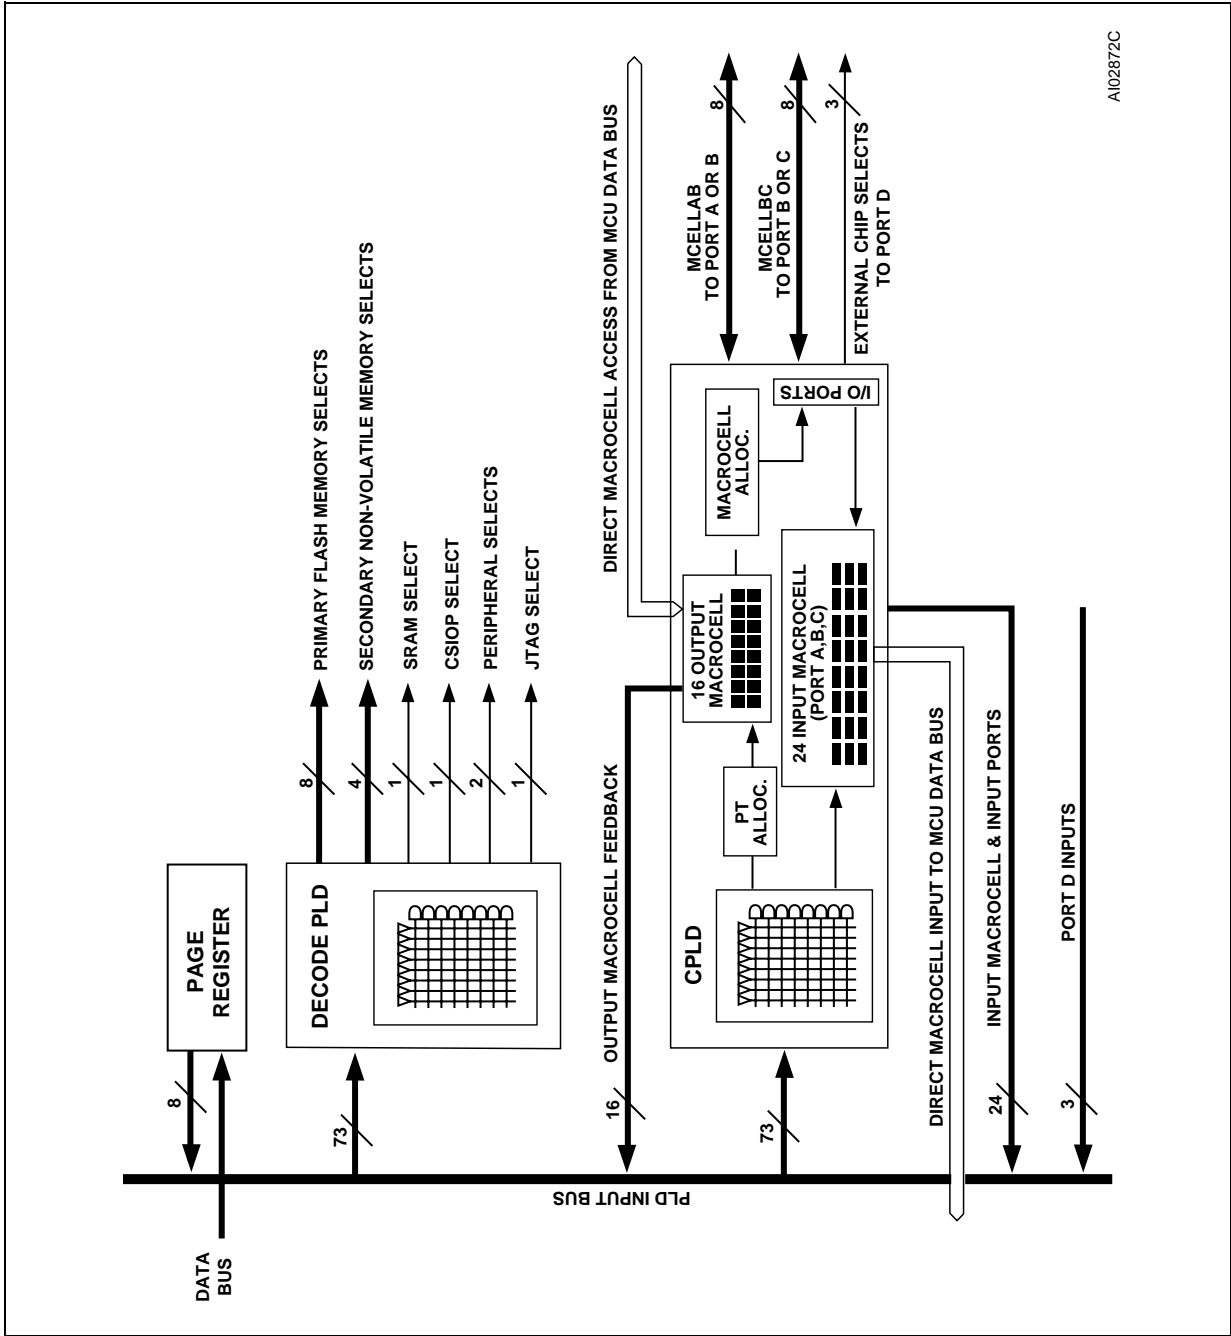 DATA
BUS
8
PAGE
REGISTER
73
DECODE PLD
8
PRIMARY FLASH MEMORY SELECTS
4
SECONDARY NON-VOLATILE MEMORY SELECTS
1
SRAM SELECT
1
CSIOP SELECT
2
PERIPHERAL SELECTS
1
JTAG SELECT
PLD INPUT BUS
16
OUTPUT MACROCELL FEEDBACK
DIRECT MACROCELL ACCESS FROM MCU DATA BUS
73
CPLD
PT
ALLOC.
16 OUTPUT
MACROCELL
MACROCELL
ALLOC.
24 INPUT MACROCELL
(PORT A,B,C)
I/O PORTS
MCELLAB
TO PORT A OR B
8
MCELLBC
TO PORT B OR C
8
EXTERNAL CHIP SELECTS
TO PORT D
3
DIRECT MACROCELL INPUT TO MCU DATA BUS
24
INPUT MACROCELL & INPUT PORTS
3
PORT D INPUTS
AI02872C